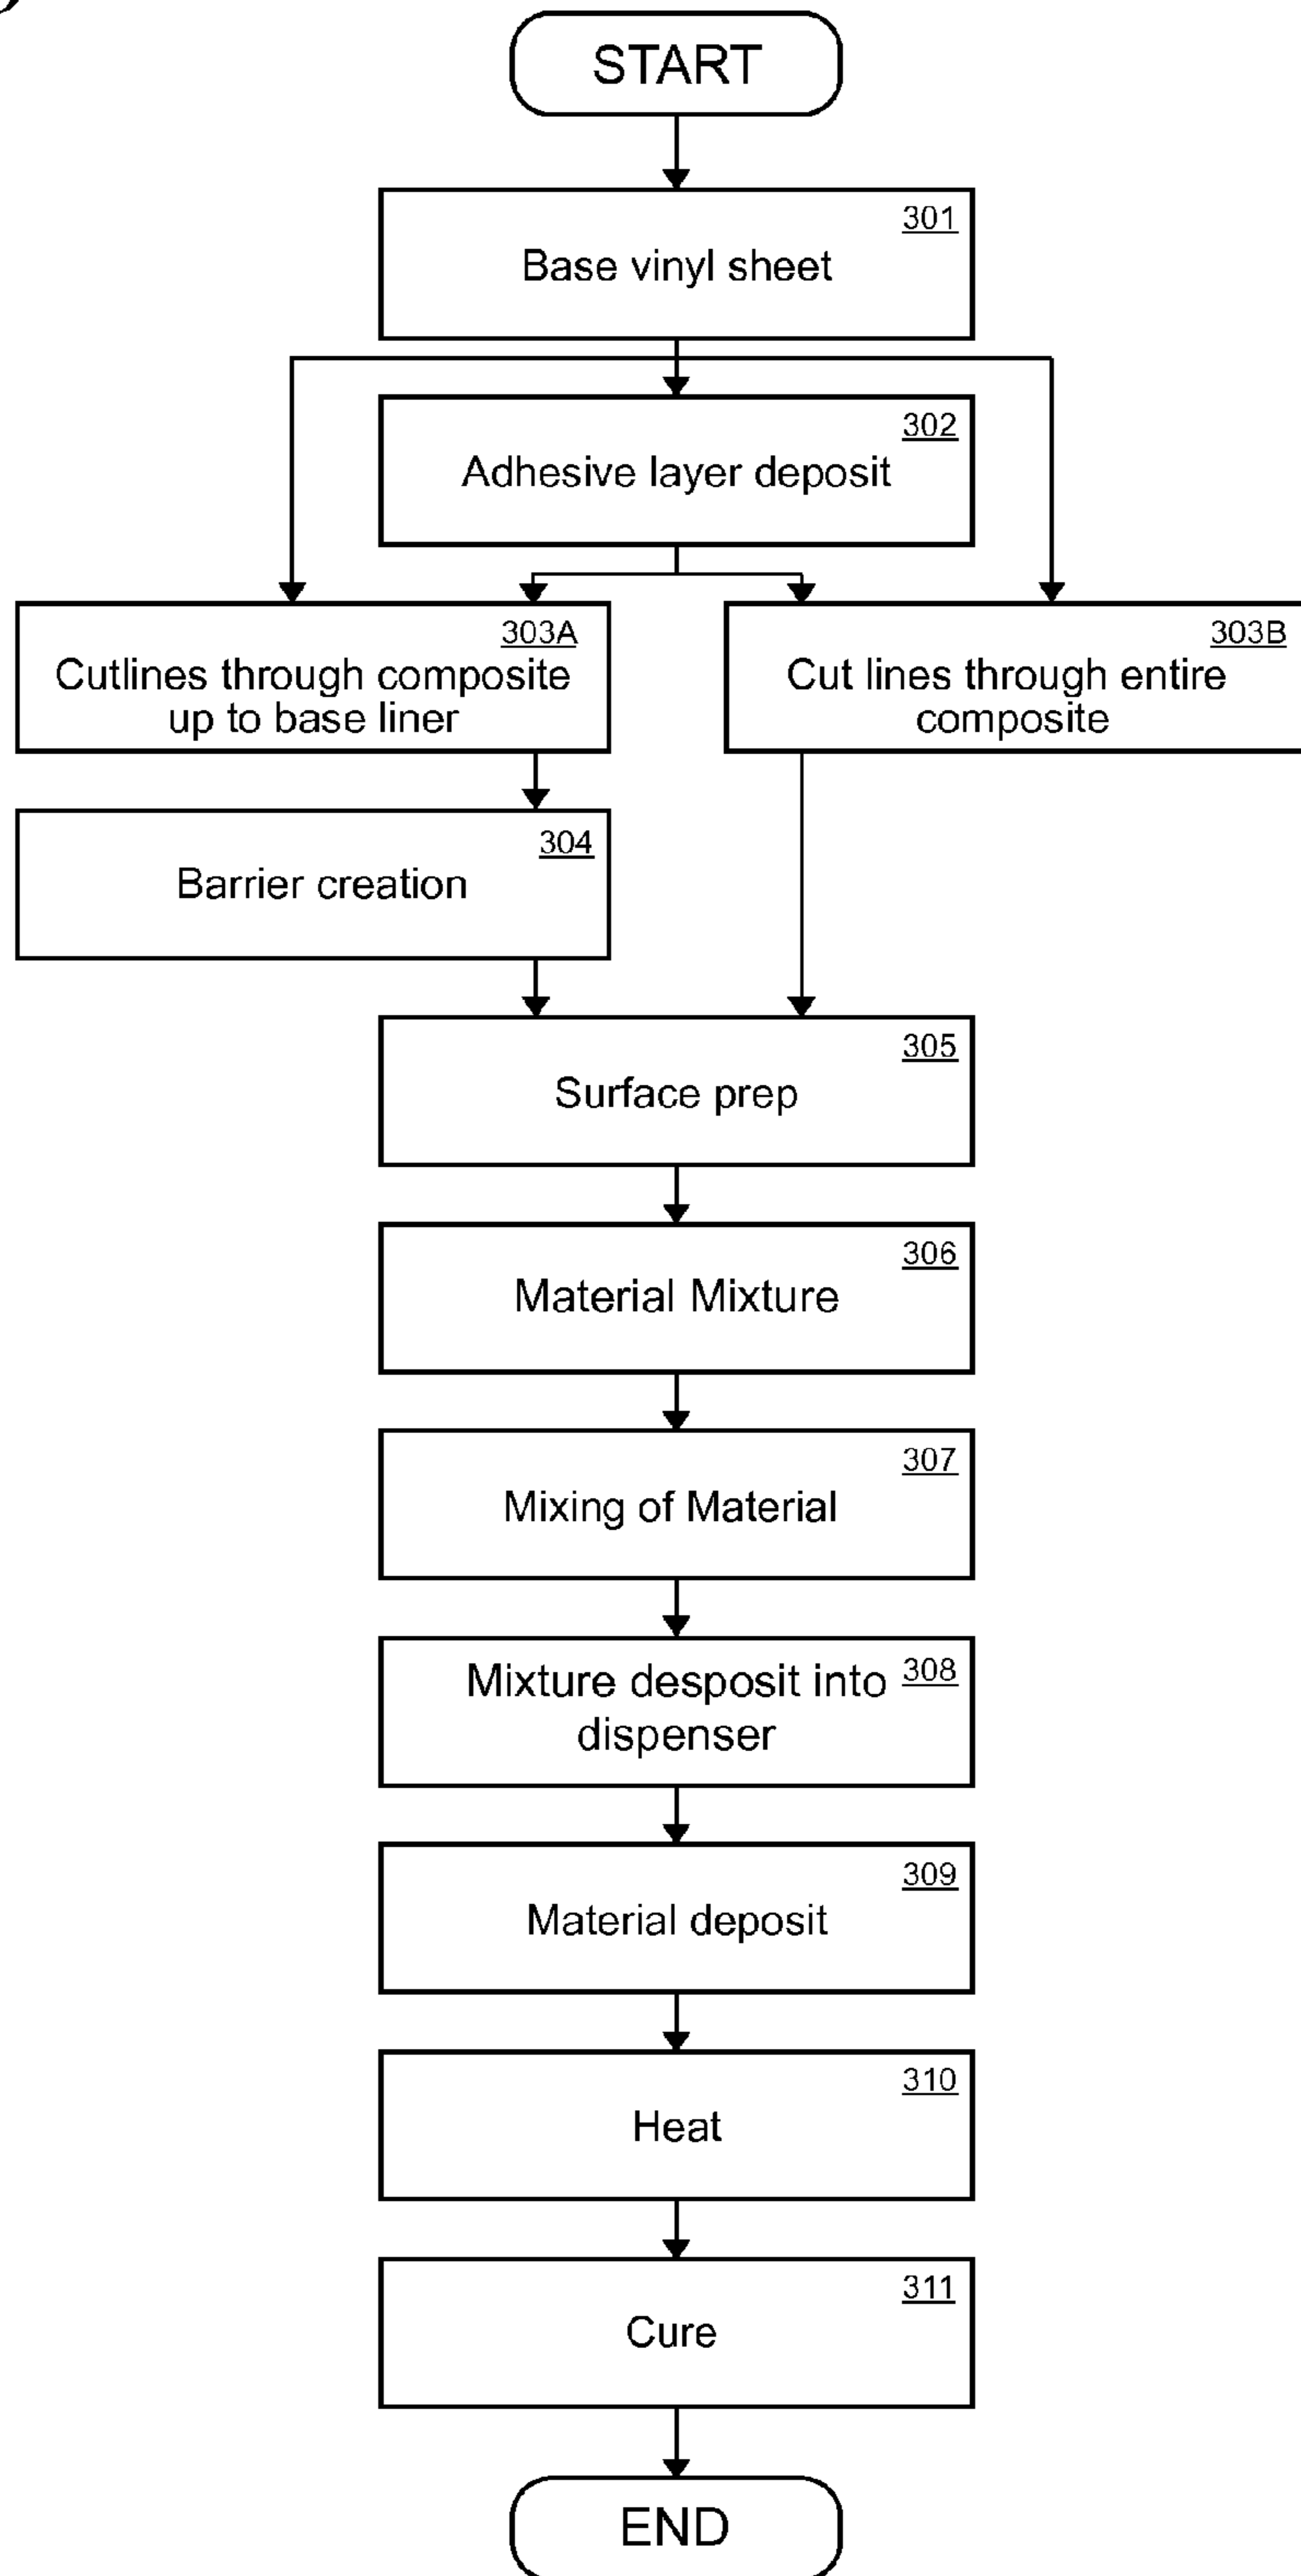 START
301
Base vinyl sheet
302
Adhesive layer deposit
303A
Cutlines through composite
up to base liner
303B
Cut lines through entire
composite
304
Barrier creation
305
Surface prep
306
Material Mixture
307
Mixing of Material
308
Mixture desposit into
dispenser
309
Material deposit
310
Heat
311
Cure
END